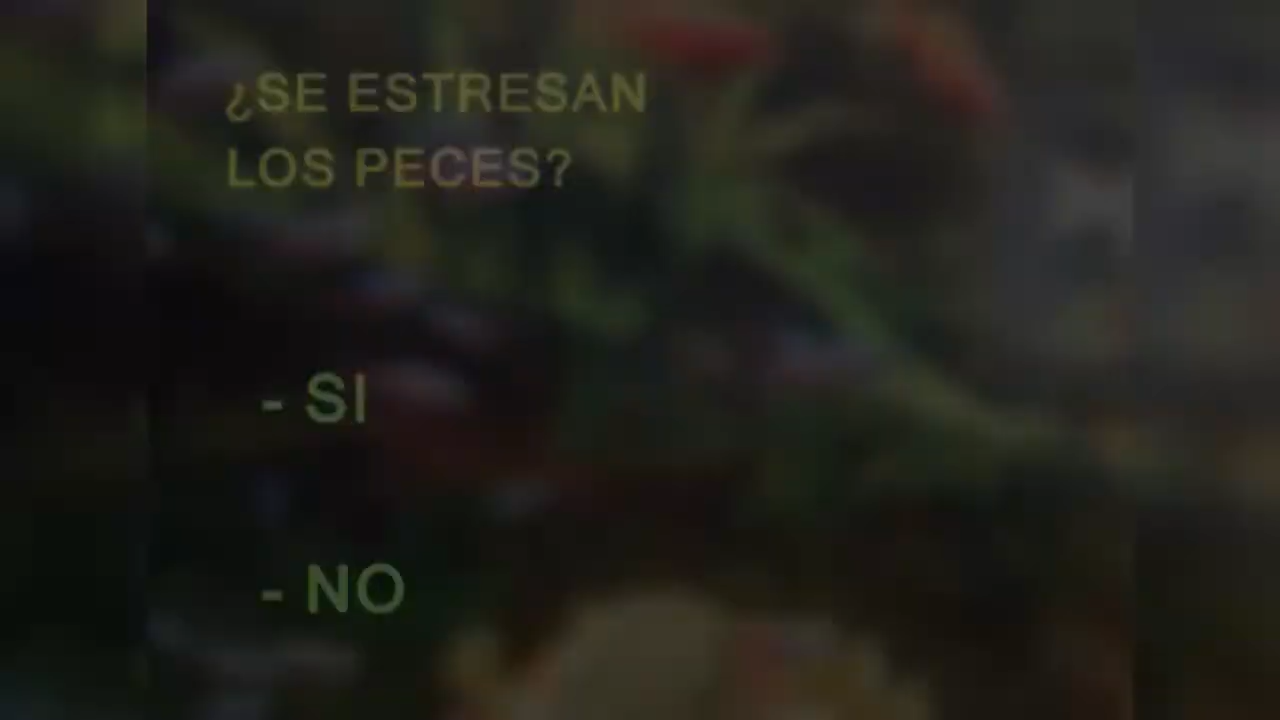 ¿SE ESTRESAN
LOS PECES?
- SI
- NO